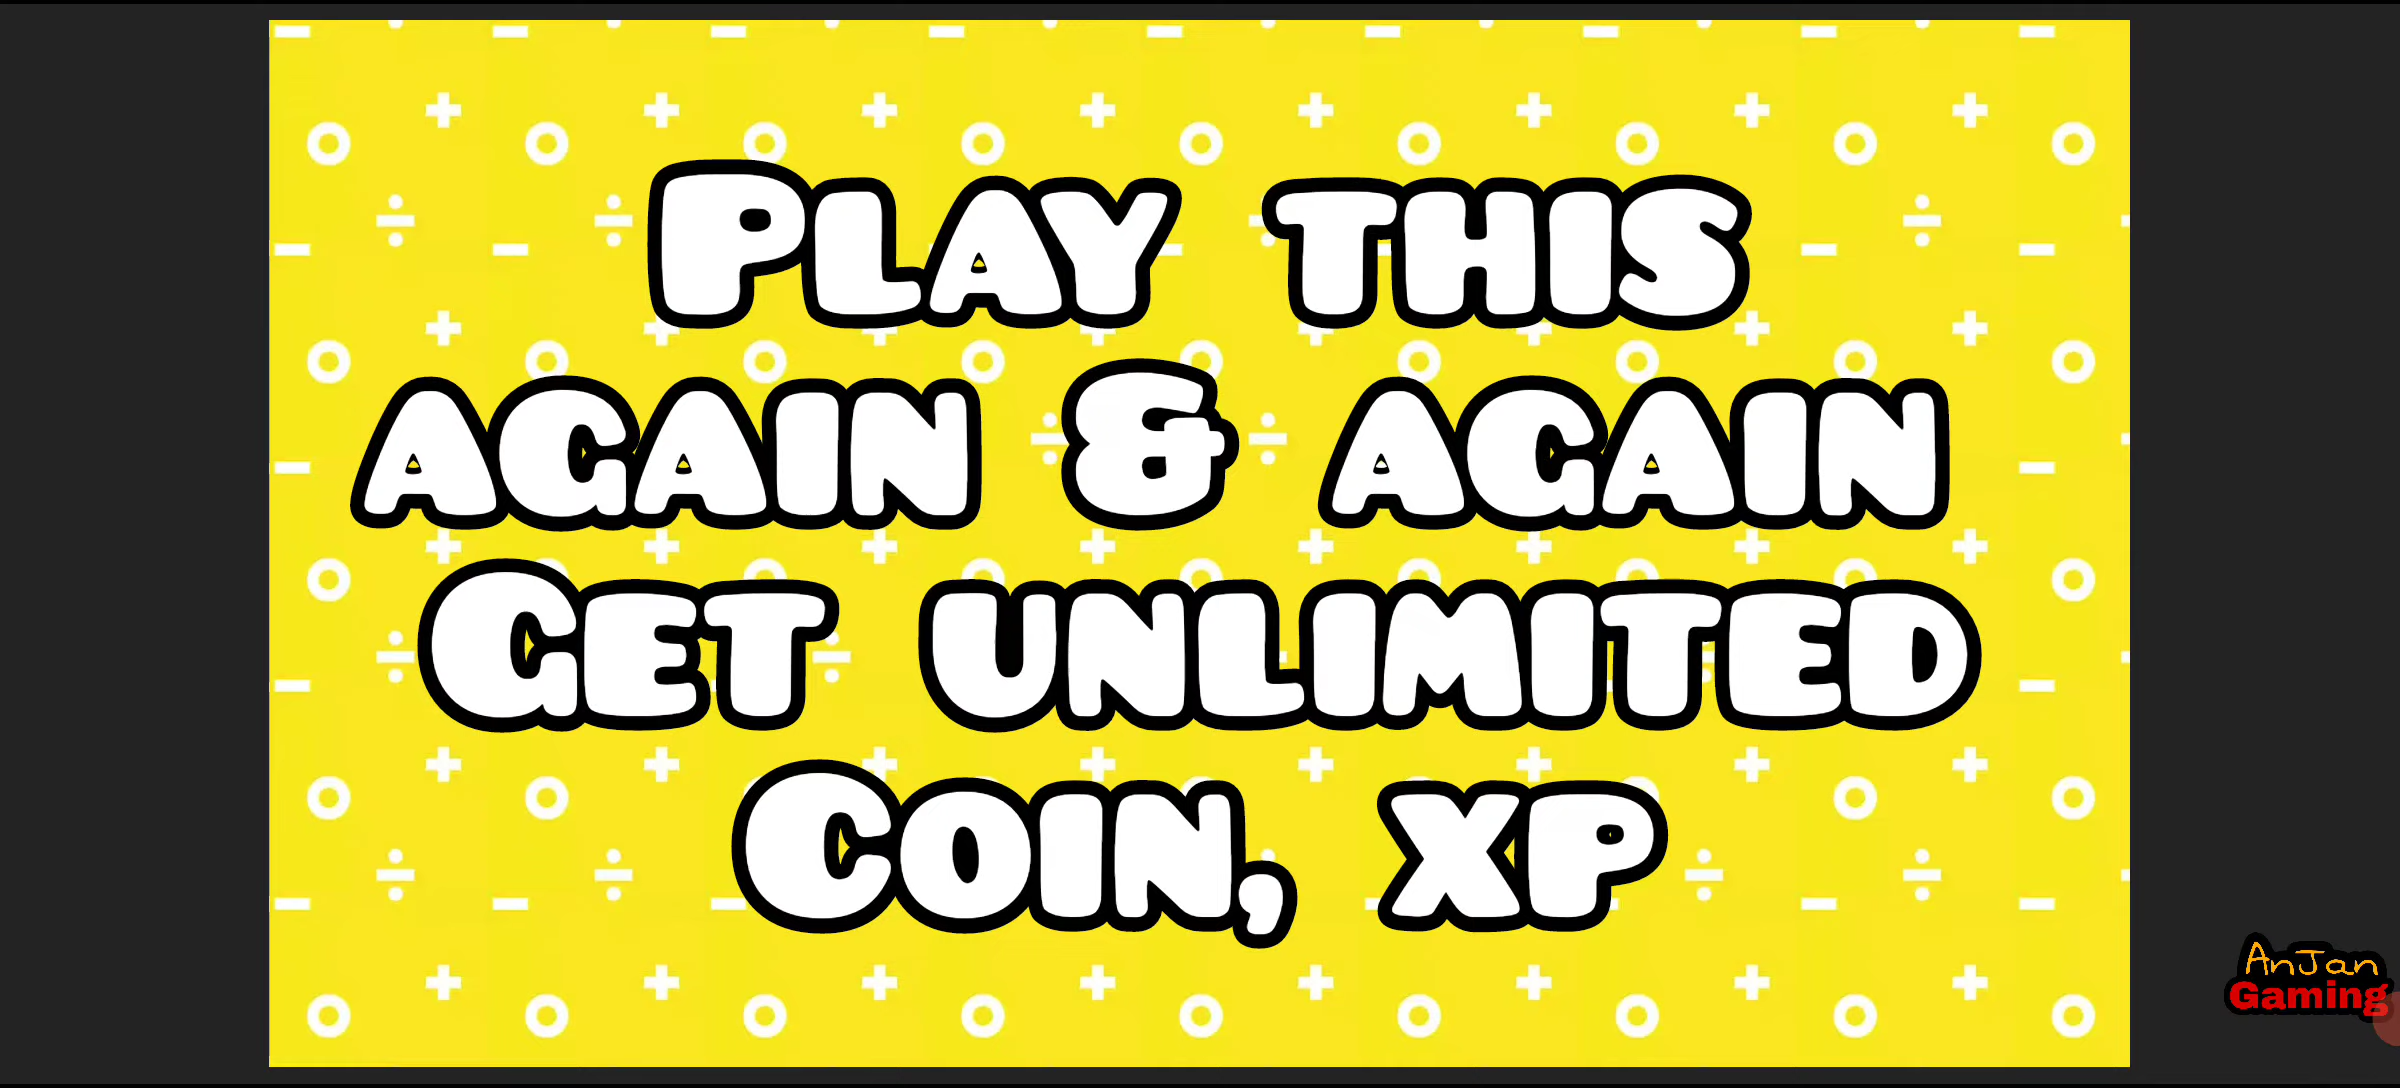 Play this
again & again
Get unlimited
Coin, xp
AnJan
Gaming